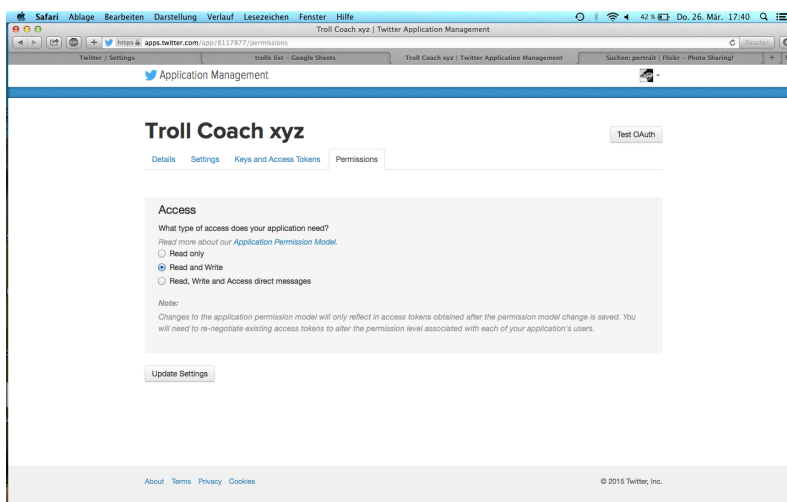 Safari Ablage Bearbeiten Darstellung Verlauf Lesezeichen Fenster Hilfe 42 % Do. 26. Mär. 17:40
Troll Coach xyz | Twitter Application Management
https apps.twitter.com/app/8117877/permissions Reader
Twitter / Settings trolls list - Google Sheets Troll Coach xyz | Twitter Application Management Suchen: portrait | Flickr - Photo Sharing!
Application Management
Troll Coach xyz
Test OAuth
Details Settings Keys and Access Tokens Permissions
Access
What type of access does your application need?
Read more about our Application Permission Model.
Read only
Read and Write
Read, Write and Access direct messages
Note:
Changes to the application permission model will only reflect in access tokens obtained after the permission model change is saved. You
will need to re-negotiate existing access tokens to alter the permission level associated with each of your application's users.
Update Settings
About Terms Privacy Cookies © 2015 Twitter, Inc.